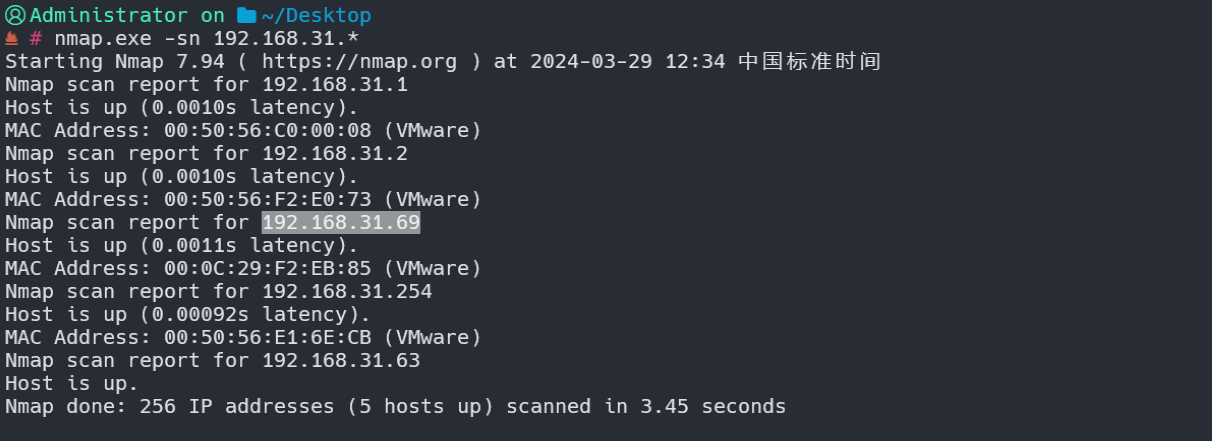 Administrator on ~/Desktop
# nmap.exe -sn 192.168.31.*
Starting Nmap 7.94 ( https://nmap.org ) at 2024-03-29 12:34 中国标准时间
Nmap scan report for 192.168.31.1
Host is up (0.0010s latency).
MAC Address: 00:50:56:C0:00:08 (VMware)
Nmap scan report for 192.168.31.2
Host is up (0.0010s latency).
MAC Address: 00:50:56:F2:E0:73 (VMware)
Nmap scan report for 192.168.31.69
Host is up (0.0011s latency).
MAC Address: 00:0C:29:F2:EB:85 (VMware)
Nmap scan report for 192.168.31.254
Host is up (0.00092s latency).
MAC Address: 00:50:56:E1:6E:CB (VMware)
Nmap scan report for 192.168.31.63
Host is up.
Nmap done: 256 IP addresses (5 hosts up) scanned in 3.45 seconds